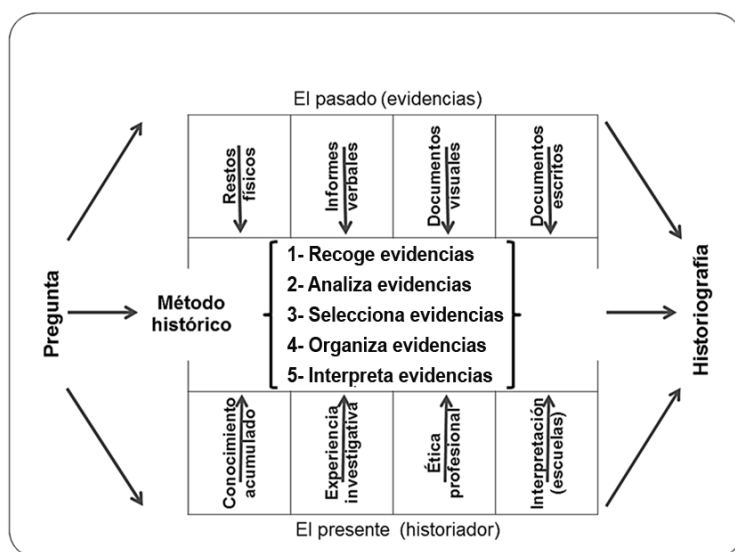 El pasado (evidencias)
Restos
físicos
Informes
verbales
Documentos
visuales
Documentos
escritos
Pregunta
Método
histórico
1- Recoge evidencias
2- Analiza evidencias
3- Selecciona evidencias
4- Organiza evidencias
5- Interpreta evidencias
Historiografía
Conocimiento
acumulado
Experiencia
investigativa
Ética
profesional
Interpretación
(escuelas)
El presente (historiador)